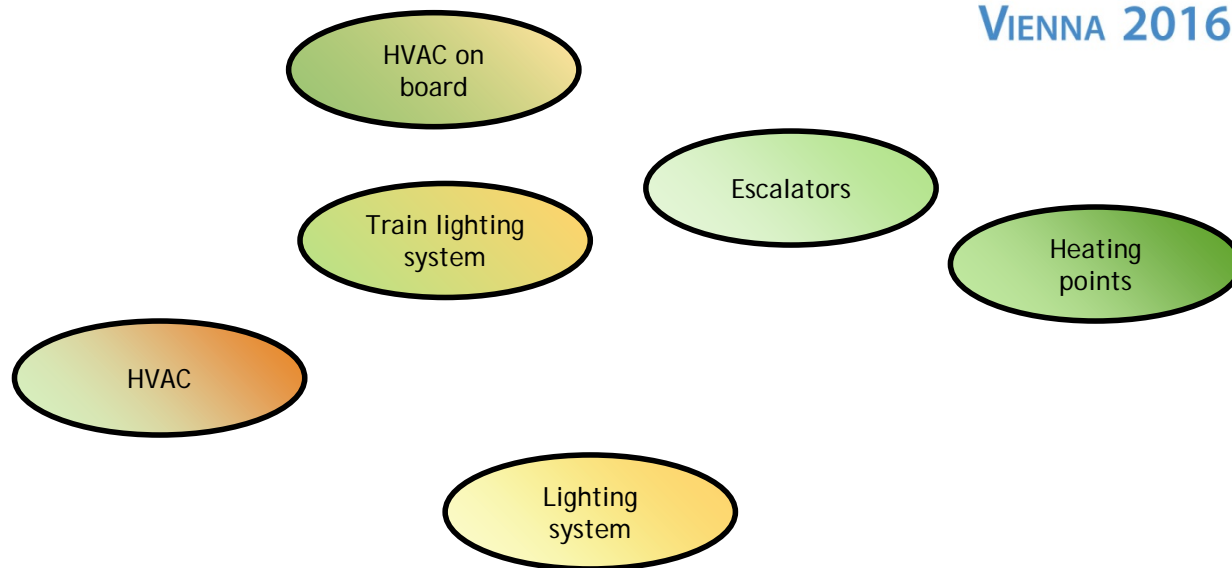 VIENNA 2016
HVAC on
board
Escalators
Train lighting
system
Heating
points
HVAC
Lighting
system